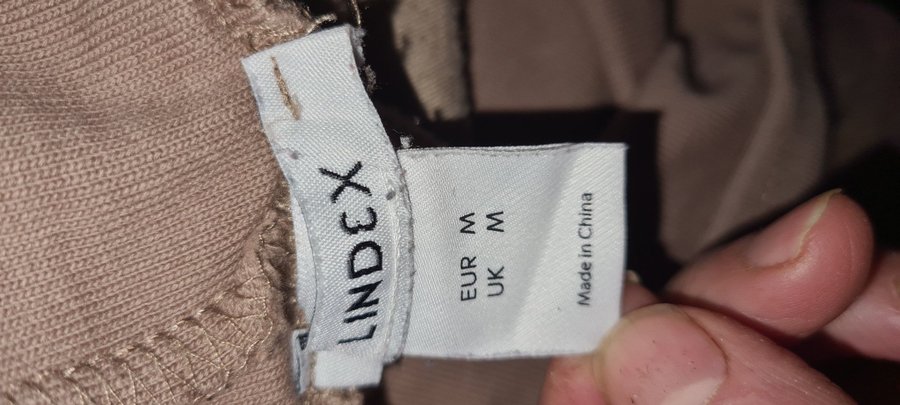 LINDEX
EUR M
UK M
Made in China